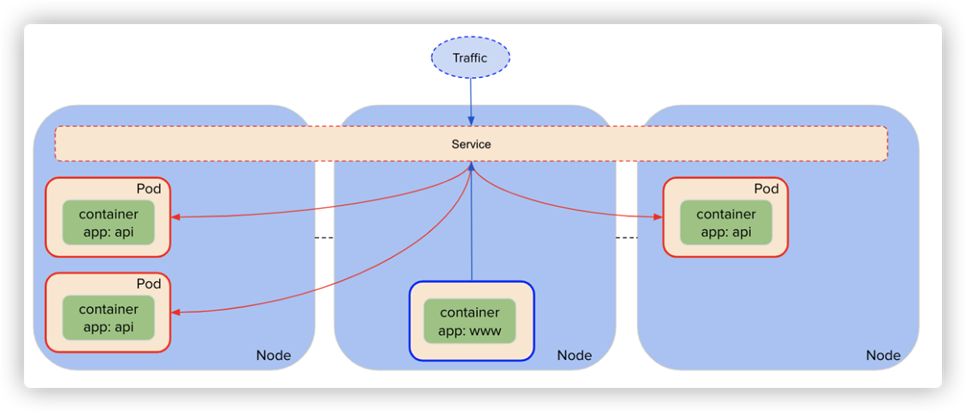 Traffic
Service
Pod
container
app: api
Pod
container
app: api
Node
container
app: www
Node
Pod
container
app: api
Node